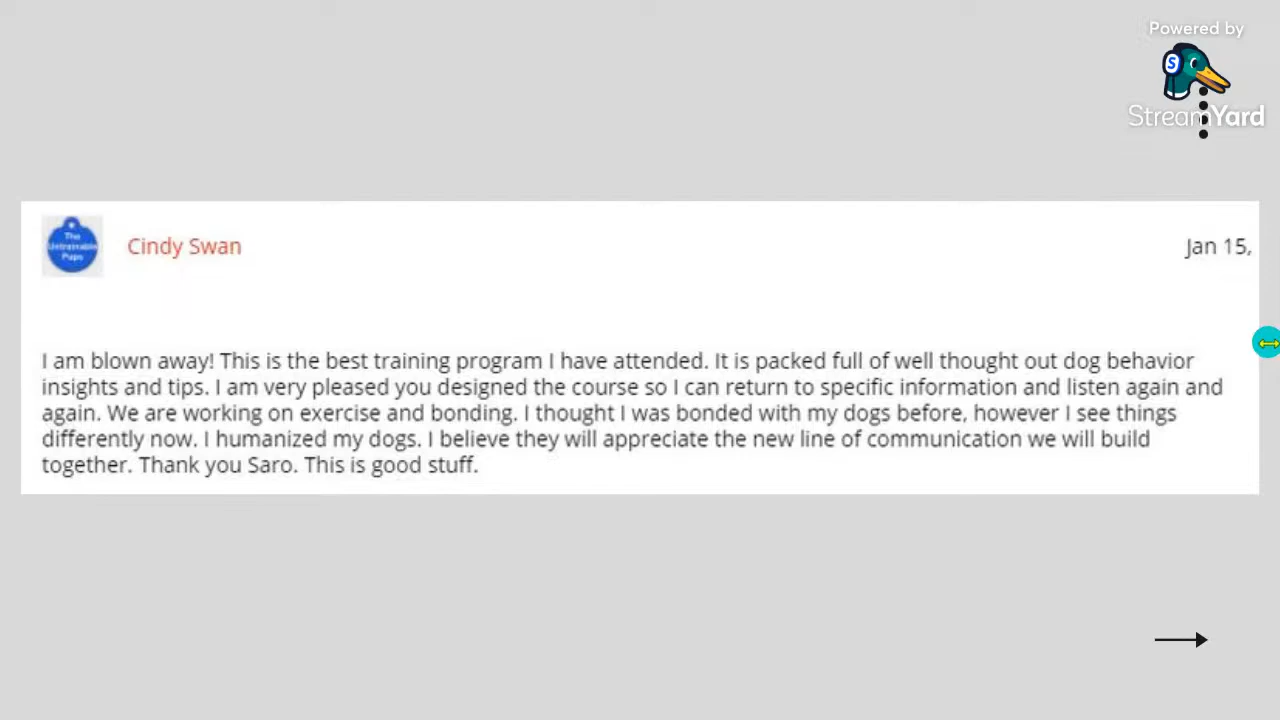 Powered by
StreamYard
S
The
Untrainable
Pups
Cindy Swan
Jan 15,
I am blown away! This is the best training program I have attended. It is packed full of well thought out dog behavior
insights and tips. I am very pleased you designed the course so I can return to specific information and listen again and
again. We are working on exercise and bonding. I thought I was bonded with my dogs before, however I see things
differently now. I humanized my dogs. I believe they will appreciate the new line of communication we will build
together. Thank you Saro. This is good stuff.